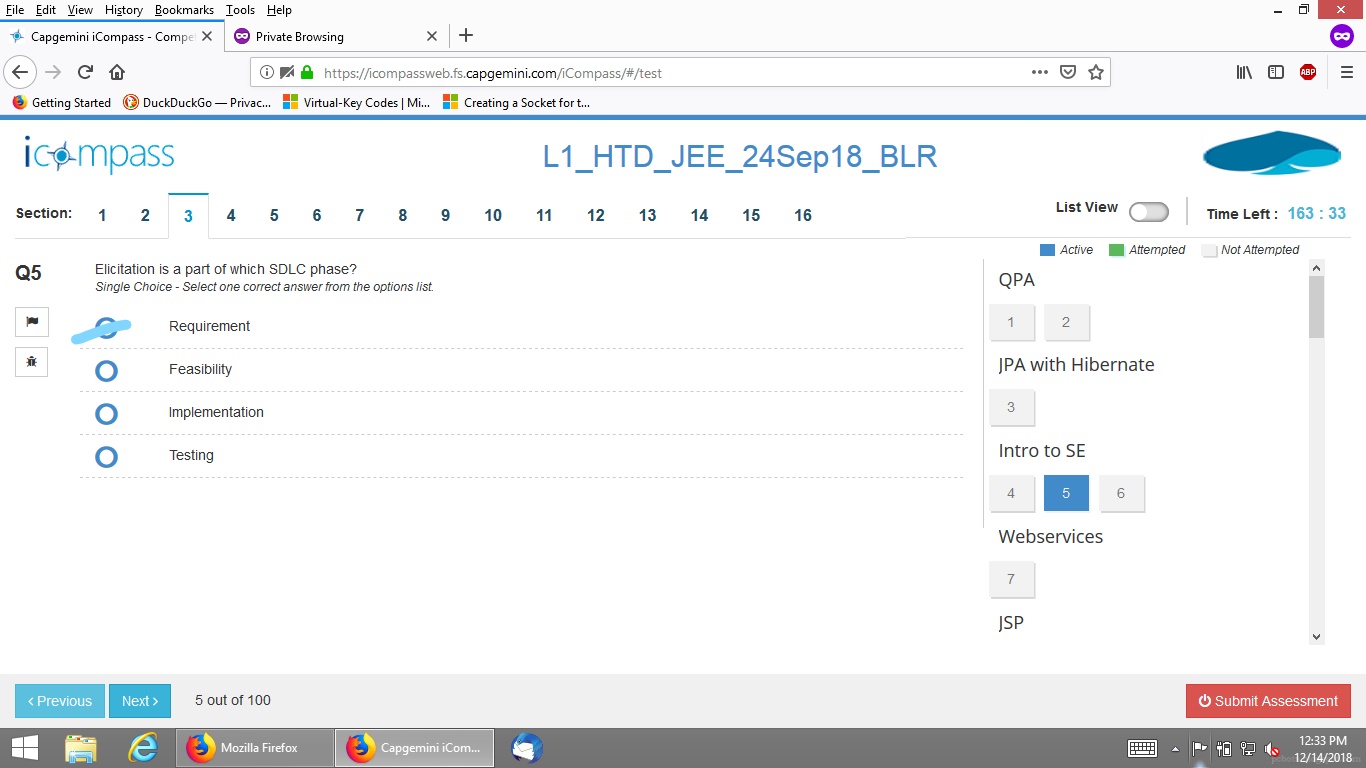 File Edit View History Bookmarks Tools Help
Capgemini iCompass - Compe
Private Browsing
https://icompassweb.fs.capgemini.com/iCompass/#/test
ABP
Getting Started
DuckDuckGo — Privac...
Virtual-Key Codes | Mi...
Creating a Socket for t...
icompass
L1_HTD_JEE_24Sep18_BLR
Section: 1 2 3 4 5 6 7 8 9 10 11 12 13 14 15 16
List View
Time Left : 163 : 33
Active Attempted Not Attempted
Q5
Elicitation is a part of which SDLC phase?
Single Choice - Select one correct answer from the options list.
Requirement
Feasibility
Implementation
Testing
QPA
1 2
JPA with Hibernate
3
Intro to SE
4 5 6
Webservices
7
JSP
‹ Previous
Next ›
5 out of 100
Submit Assessment
Mozilla Firefox
Capgemini iCom...
12:33 PM
12/14/2018